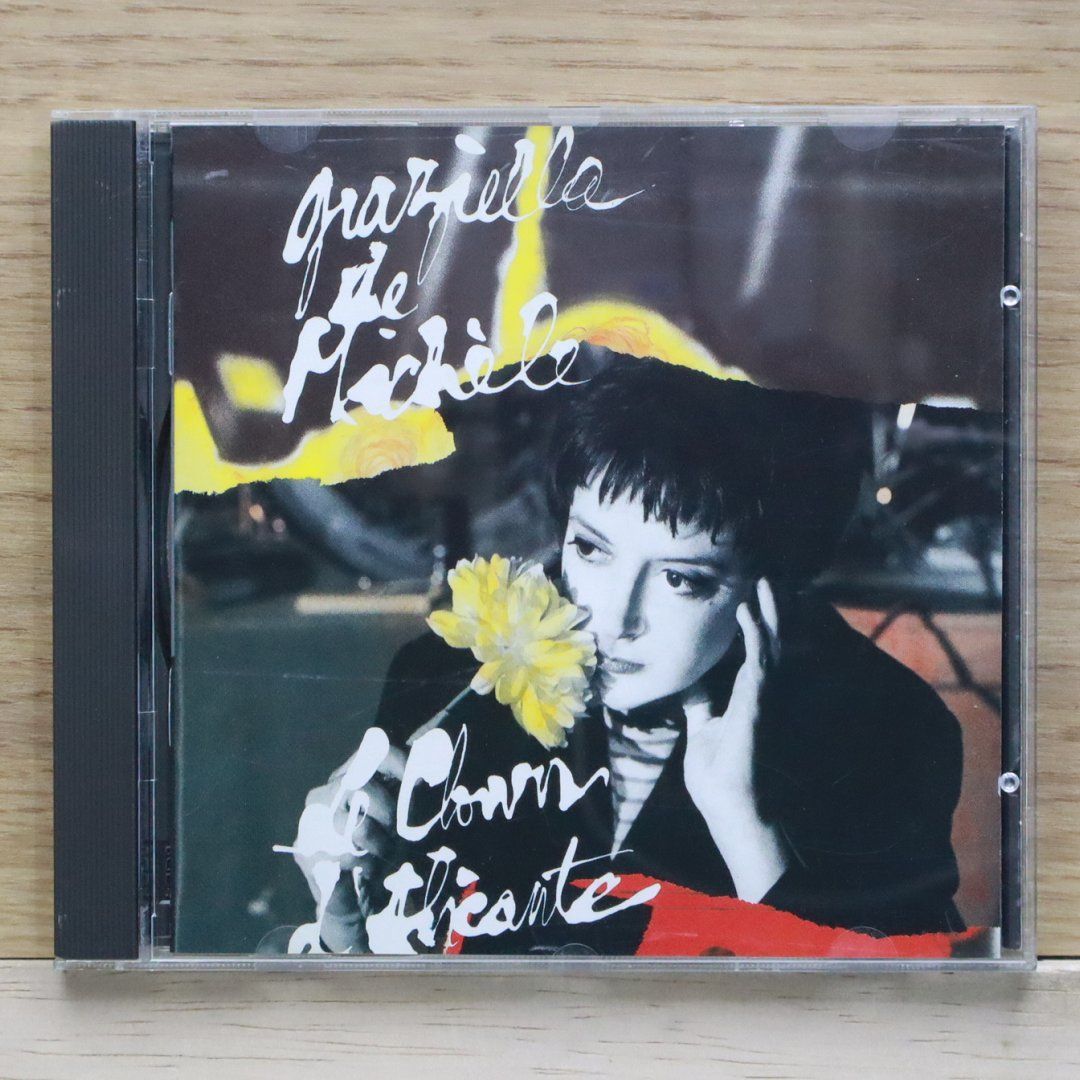 graziella
de
Michèle
Le Clown
d'Alicante